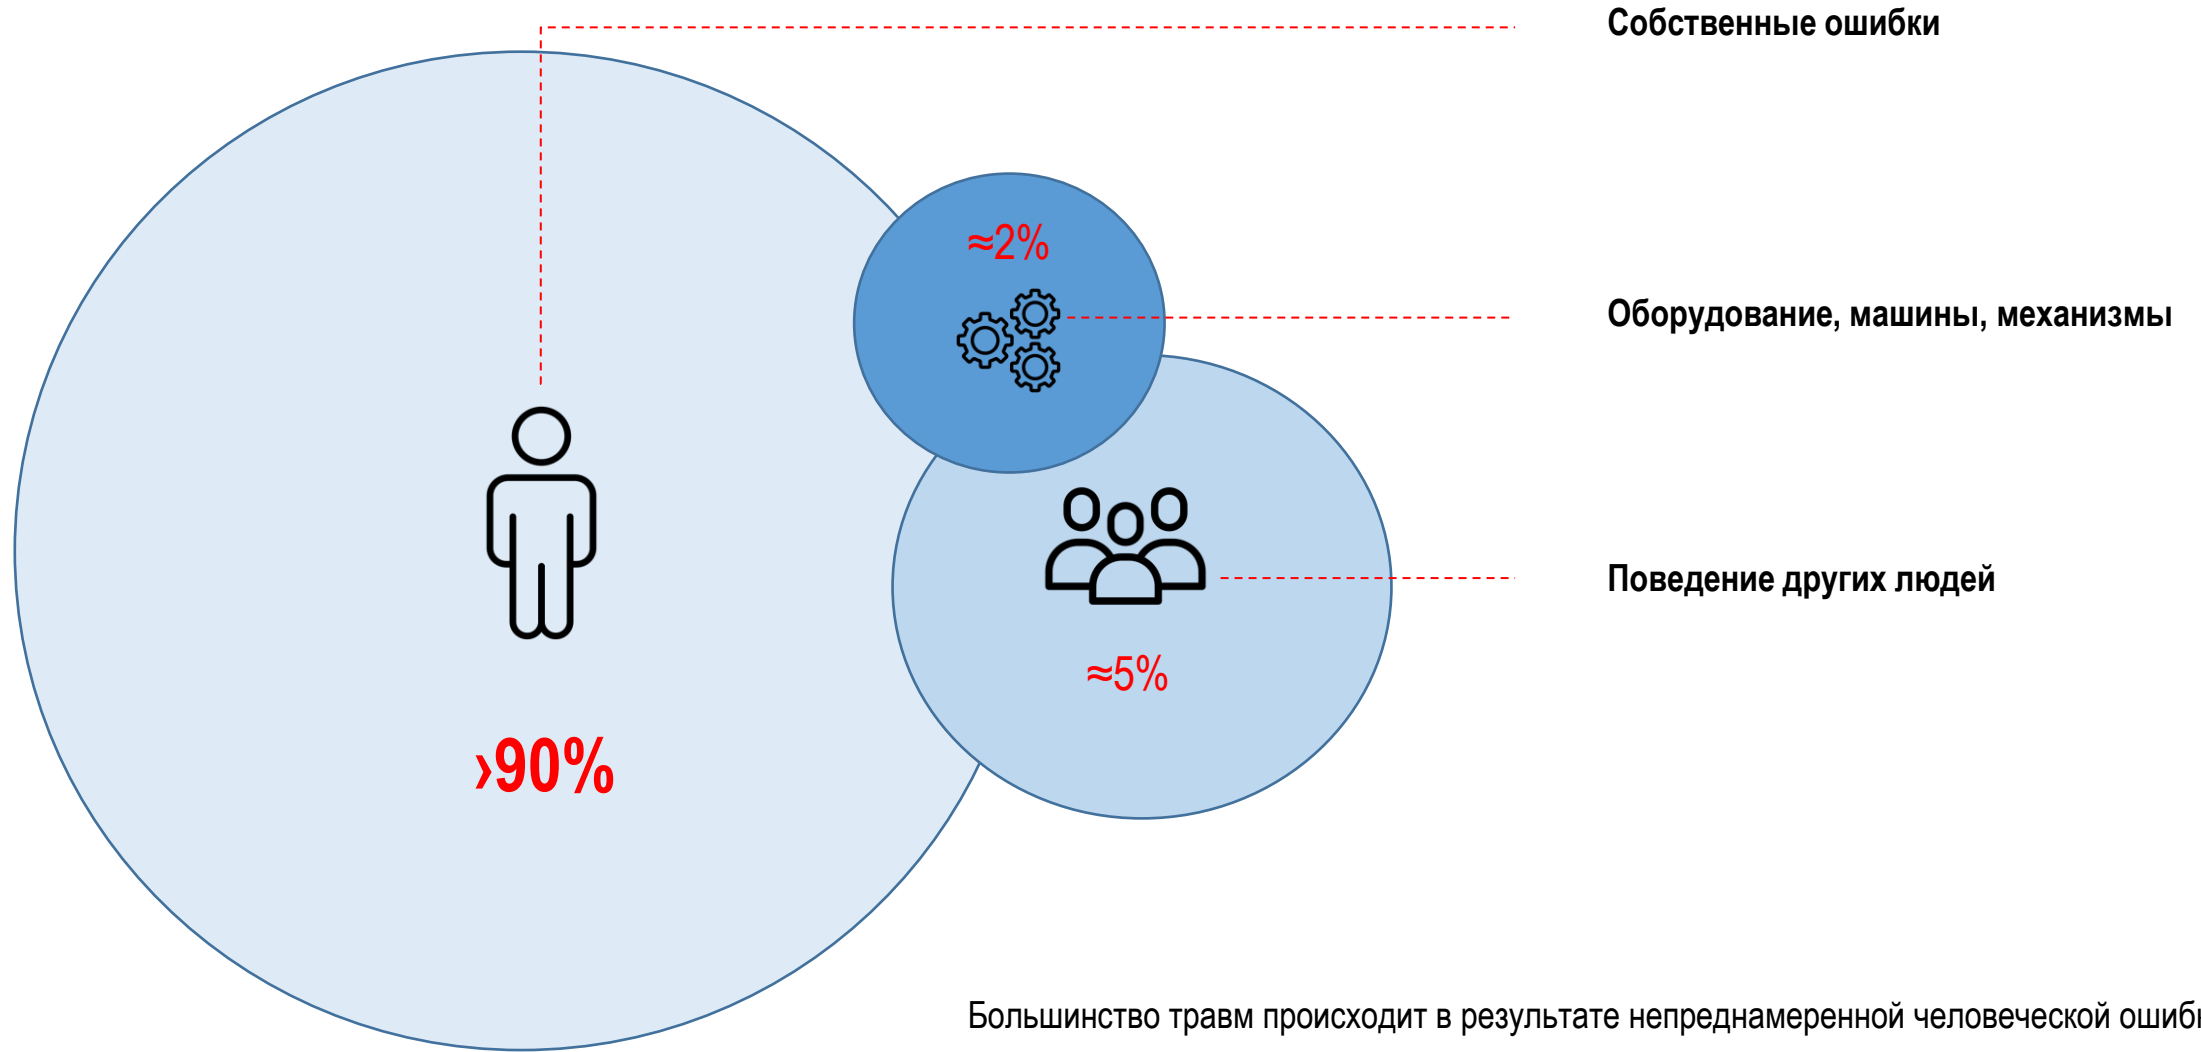 Собственные ошибки
≈2%
Оборудование, машины, механизмы
Поведение других людей
≈5%
›90%
Большинство травм происходит в результате непреднамеренной человеческой